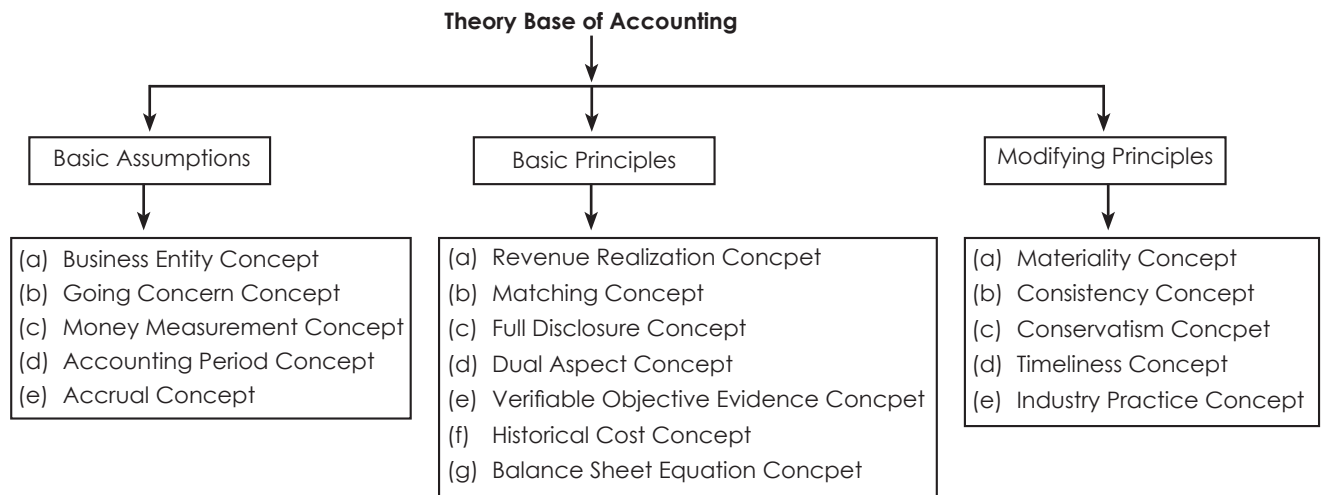 Theory Base of Accounting
Basic Assumptions
Basic Principles
Modifying Principles
(a) Business Entity Concept
(b) Going Concern Concept
(c) Money Measurement Concept
(d) Accounting Period Concept
(e) Accrual Concept
(a) Revenue Realization Concpet
(b) Matching Concept
(c) Full Disclosure Concept
(d) Dual Aspect Concept
(e) Verifiable Objective Evidence Concpet
(f) Historical Cost Concept
(g) Balance Sheet Equation Concpet
(a) Materiality Concept
(b) Consistency Concept
(c) Conservatism Concpet
(d) Timeliness Concept
(e) Industry Practice Concept